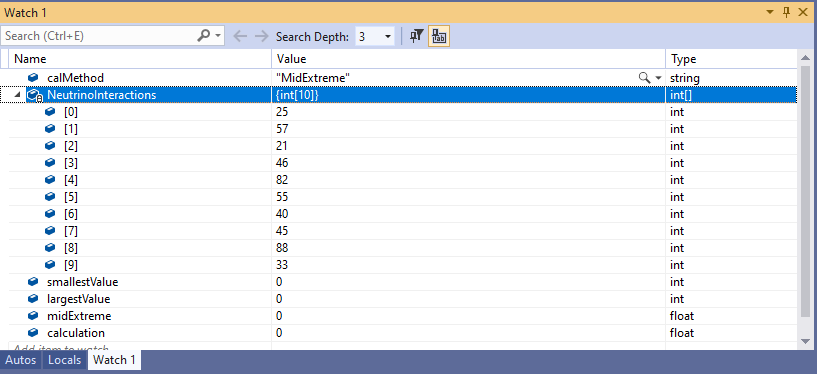 Watch 1
Search (Ctrl+E) Search Depth: 3
Name Value Type
calMethod "MidExtreme" string
NeutrinoInteractions {int[10]} int[]
[0] 25 int
[1] 57 int
[2] 21 int
[3] 46 int
[4] 82 int
[5] 55 int
[6] 40 int
[7] 45 int
[8] 88 int
[9] 33 int
smallestValue 0 int
largestValue 0 int
midExtreme 0 float
calculation 0 float
Add item to watch
Autos Locals Watch 1